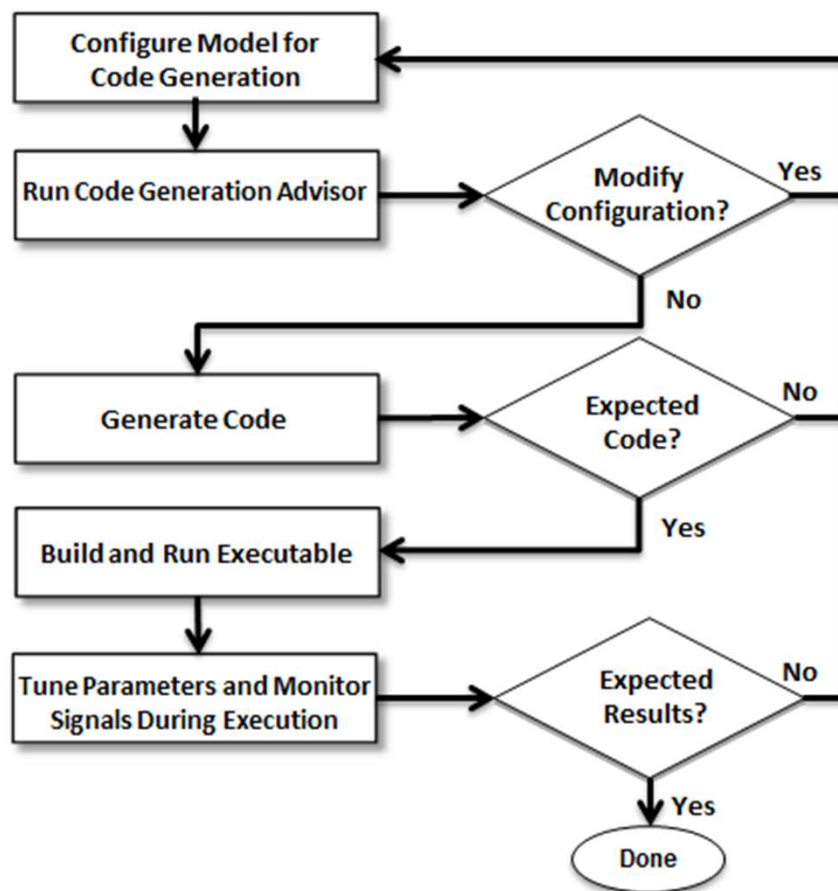 Configure Model for
Code Generation
Run Code Generation Advisor
Modify
Configuration?
Yes
No
Generate Code
Expected
Code?
No
Yes
Build and Run Executable
Tune Parameters and Monitor
Signals During Execution
Expected
Results?
No
Yes
Done